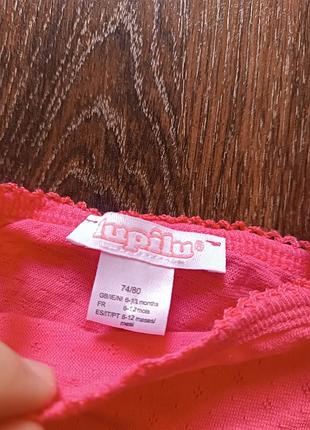 lupilu®
74/80
GB/IE/NI 6-12 months
FR 6-12 mois
ES/IT/PT 6-12 meses/
mesi